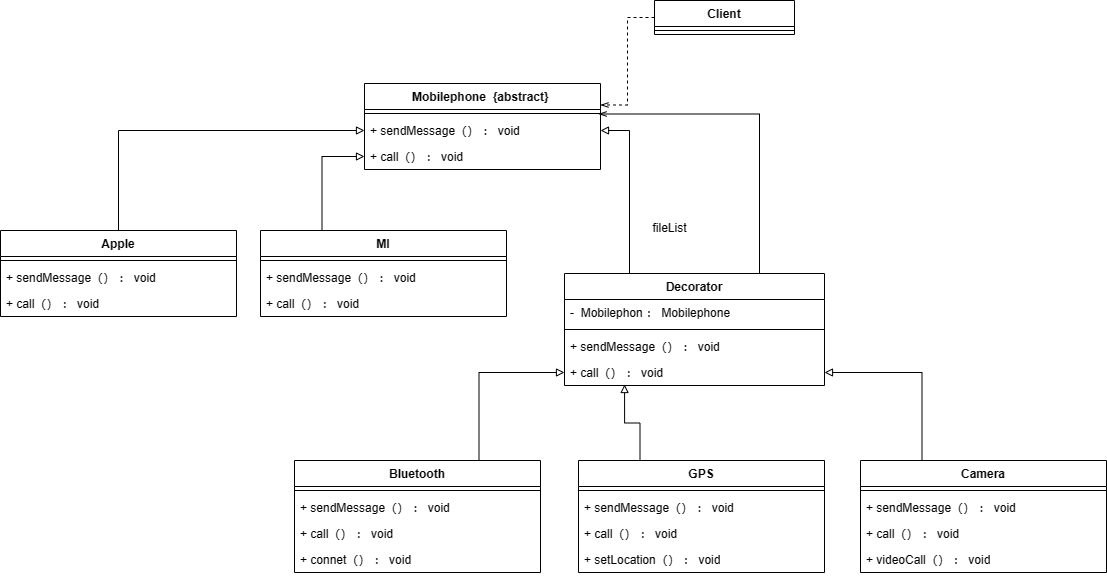 Client
Mobilephone {abstract}
+ sendMessage () : void
+ call () : void
fileList
Apple
+ sendMessage () : void
+ call () : void
MI
+ sendMessage () : void
+ call () : void
Decorator
- Mobilephon : Mobilephone
+ sendMessage () : void
+ call () : void
Bluetooth
+ sendMessage () : void
+ call () : void
+ connet () : void
GPS
+ sendMessage () : void
+ call () : void
+ setLocation () : void
Camera
+ sendMessage () : void
+ call () : void
+ videoCall () : void